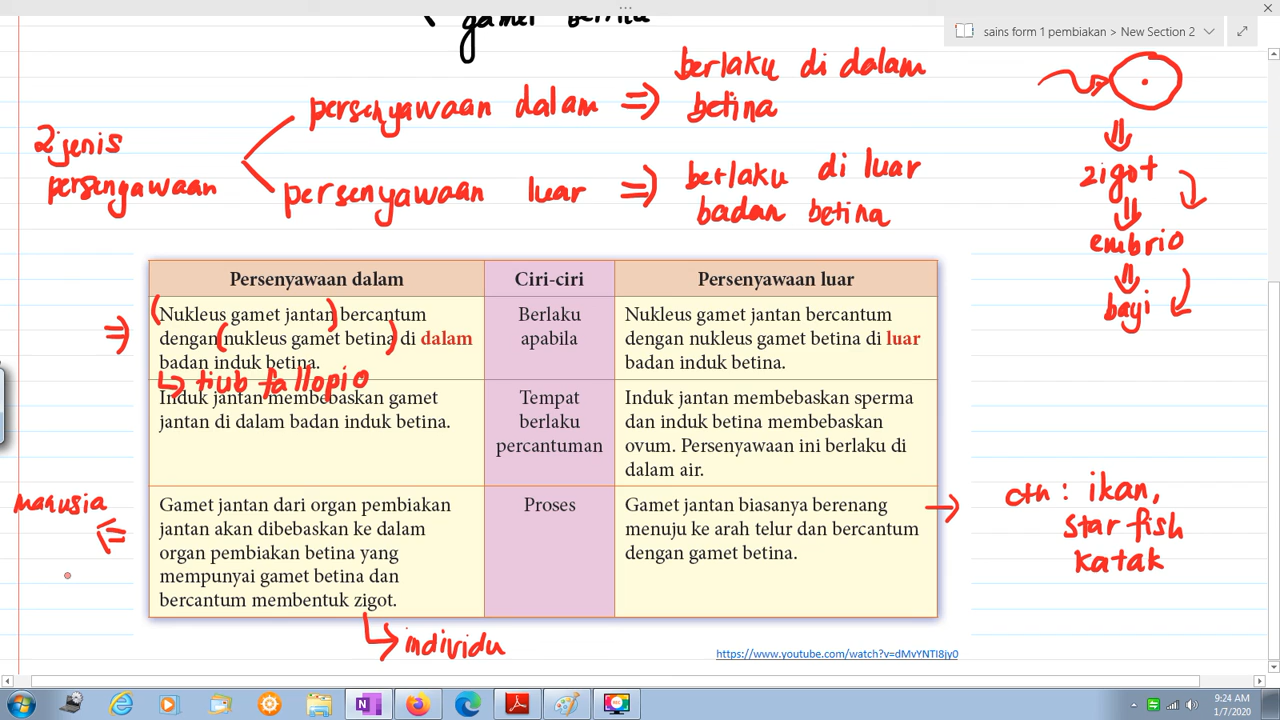 gamet betina
sains form 1 pembiakan > New Section 2
2 jenis
persenyawaan
persenyawaan dalam ⇒ berlaku di dalam
betina
persenyawaan luar ⇒ berlaku di luar
badan betina
zigot
embrio
bayi
Persenyawaan dalam
Ciri-ciri
Persenyawaan luar
(Nukleus gamet jantan) bercantum
dengan (nukleus gamet betina) di dalam
badan induk betina.
tiub fallopio
Berlaku
apabila
Nukleus gamet jantan bercantum
dengan nukleus gamet betina di luar
badan induk betina.
Induk jantan membebaskan gamet
jantan di dalam badan induk betina.
Tempat
berlaku
percantuman
Induk jantan membebaskan sperma
dan induk betina membebaskan
ovum. Persenyawaan ini berlaku di
dalam air.
manusia
Gamet jantan dari organ pembiakan
jantan akan dibebaskan ke dalam
organ pembiakan betina yang
mempunyai gamet betina dan
bercantum membentuk zigot.
individu
Proses
Gamet jantan biasanya berenang
menuju ke arah telur dan bercantum
dengan gamet betina.
cth : ikan,
star fish
katak
https://www.youtube.com/watch?v=dMvYNTI8jy0
9:24 AM
1/7/2020